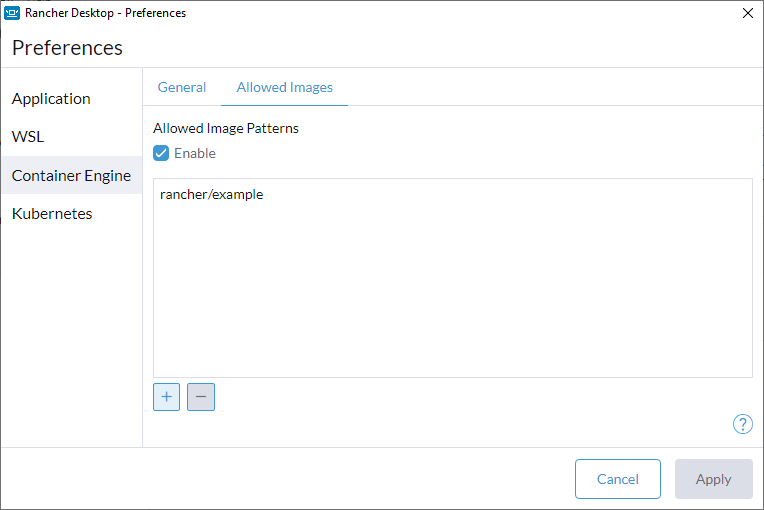 Rancher Desktop - Preferences
Preferences
Application
WSL
Container Engine
Kubernetes
General
Allowed Images
Allowed Image Patterns
Enable
rancher/example
+
−
?
Cancel
Apply